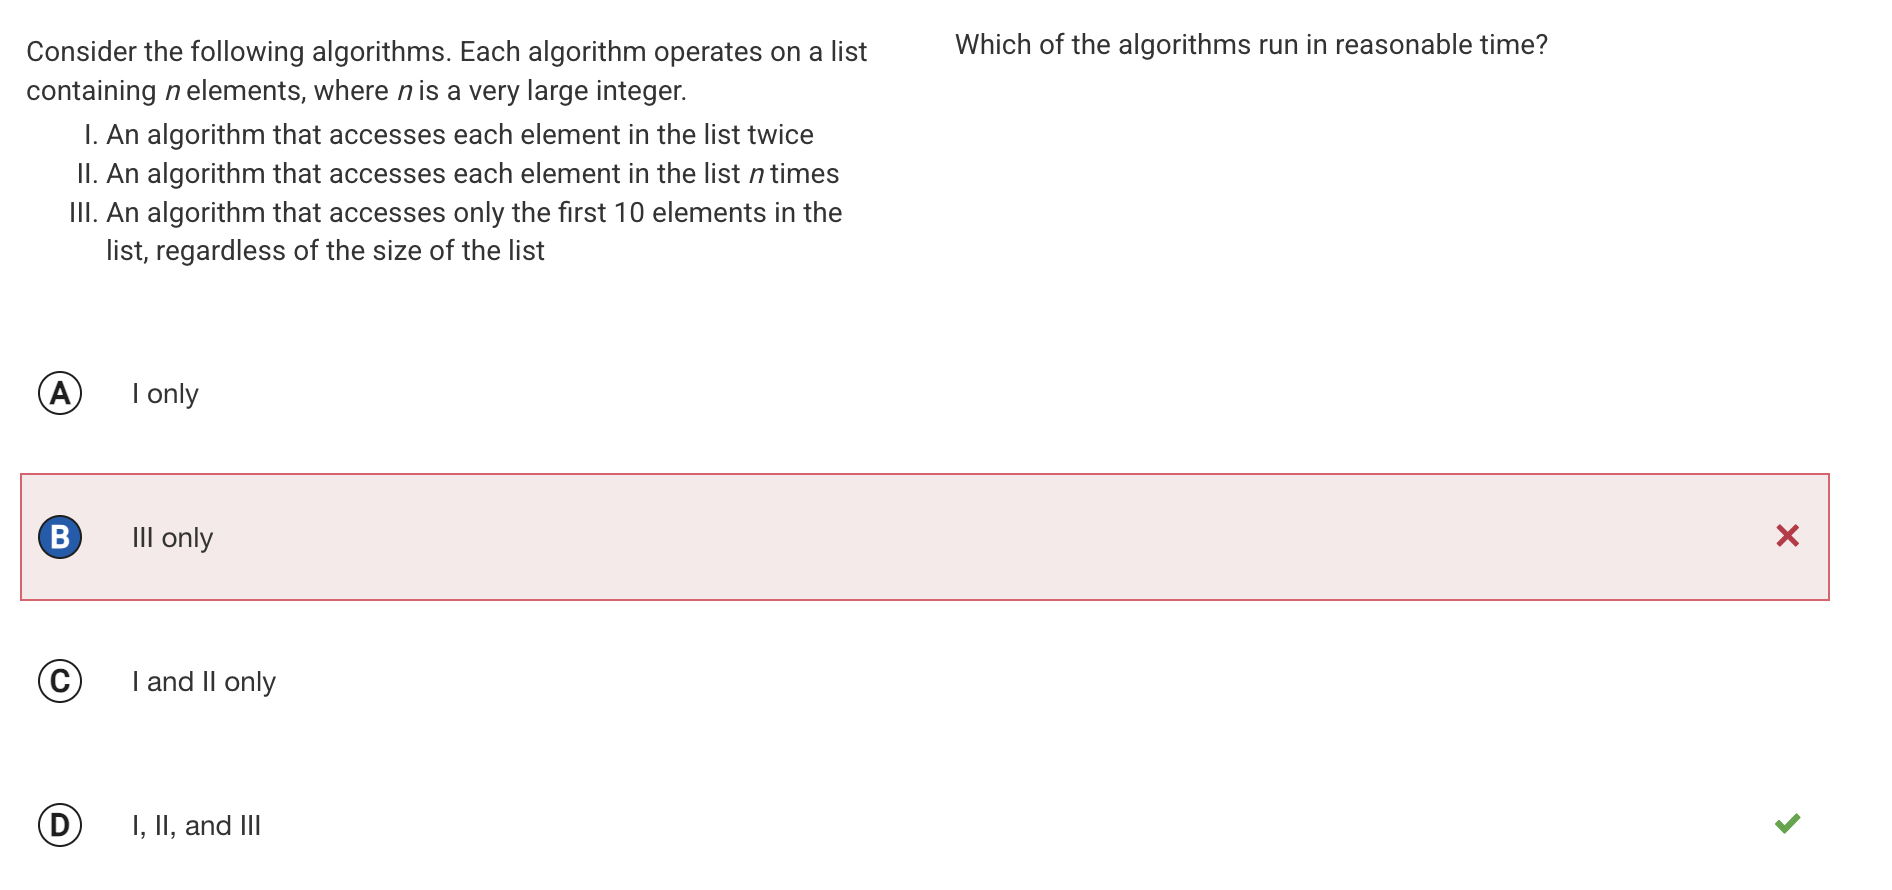 Consider the following algorithms. Each algorithm operates on a list
containing n elements, where n is a very large integer.
I. An algorithm that accesses each element in the list twice
II. An algorithm that accesses each element in the list n times
III. An algorithm that accesses only the first 10 elements in the
list, regardless of the size of the list
Which of the algorithms run in reasonable time?
A I only
B III only
C I and II only
D I, II, and III